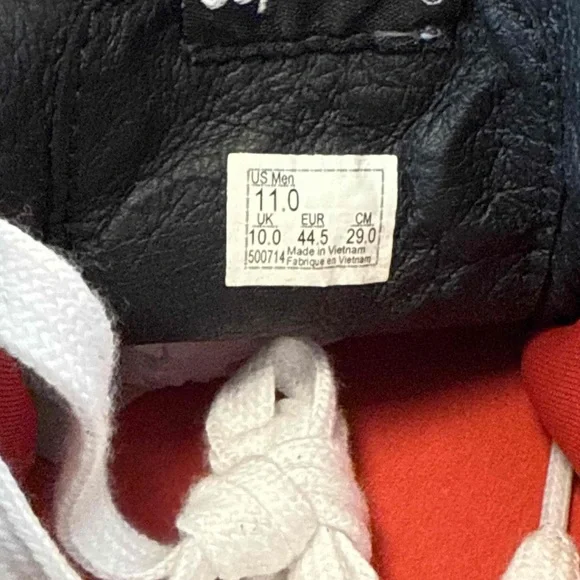 US Men
11.0
UK EUR CM
10.0 44.5 29.0
500714 Made in Vietnam
Fabriqué en Vietnam